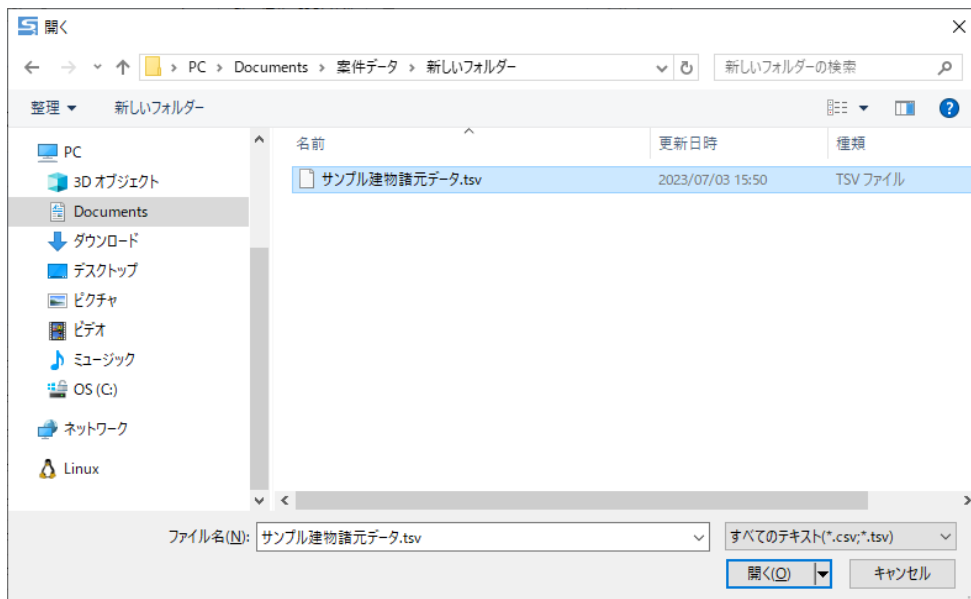 開く
PC › Documents › 案件データ › 新しいフォルダー
新しいフォルダーの検索
整理
新しいフォルダー
名前
更新日時
種類
サンプル建物諸元データ.tsv
2023/07/03 15:50
TSV ファイル
PC
3D オブジェクト
Documents
ダウンロード
デスクトップ
ピクチャ
ビデオ
ミュージック
OS (C:)
ネットワーク
Linux
ファイル名(N):
サンプル建物諸元データ.tsv
すべてのテキスト(*.csv;*.tsv)
開く(O)
キャンセル